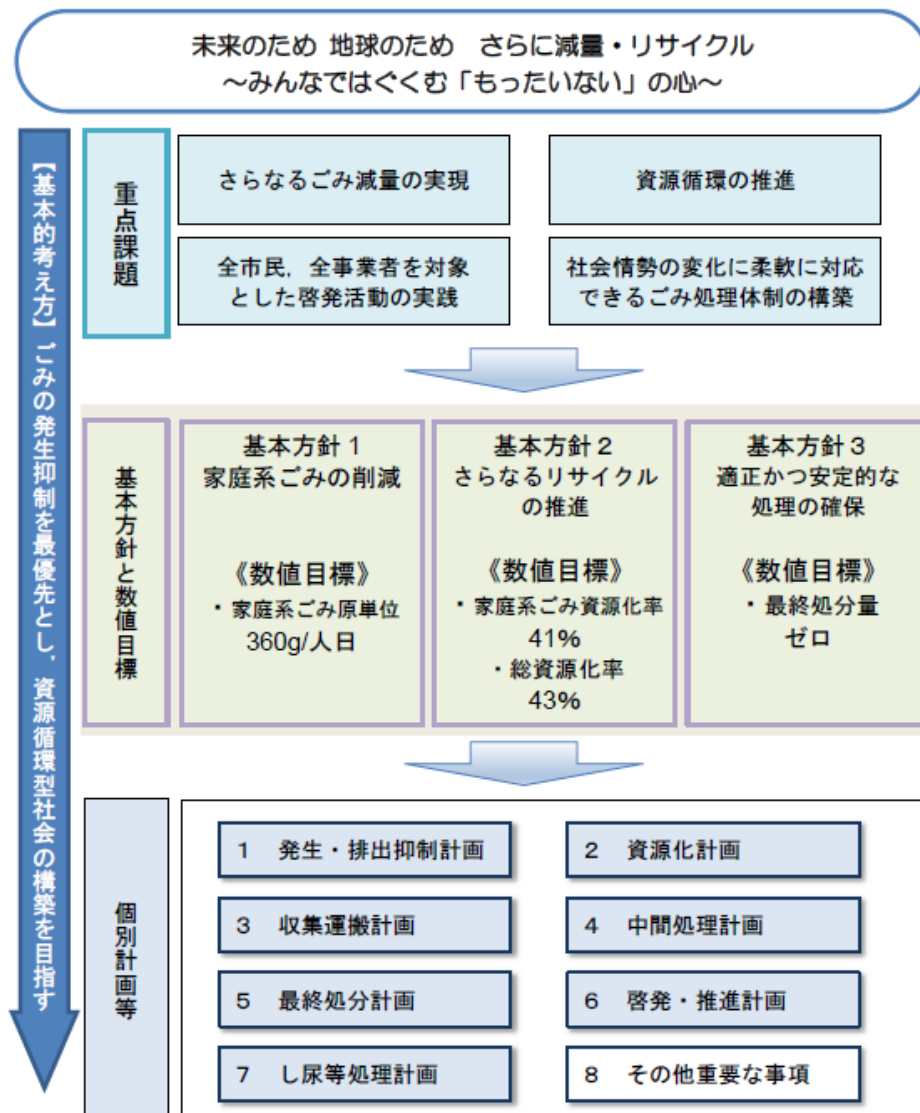 未来のため 地球のため　さらに減量・リサイクル
～みんなではぐくむ「もったいない」の心～
【基本的考え方】ごみの発生抑制を最優先とし，資源循環型社会の構築を目指す
重点課題
さらなるごみ減量の実現
資源循環の推進
全市民，全事業者を対象
とした啓発活動の実践
社会情勢の変化に柔軟に対応
できるごみ処理体制の構築
基本方針と数値目標
基本方針１
家庭系ごみの削減
《数値目標》
・家庭系ごみ原単位
360g/人日
基本方針２
さらなるリサイクル
の推進
《数値目標》
・家庭系ごみ資源化率
41%
・総資源化率
43%
基本方針３
適正かつ安定的な
処理の確保
《数値目標》
・最終処分量
ゼロ
個別計画等
１　発生・排出抑制計画
２　資源化計画
３　収集運搬計画
４　中間処理計画
５　最終処分計画
６　啓発・推進計画
７　し尿等処理計画
８　その他重要な事項